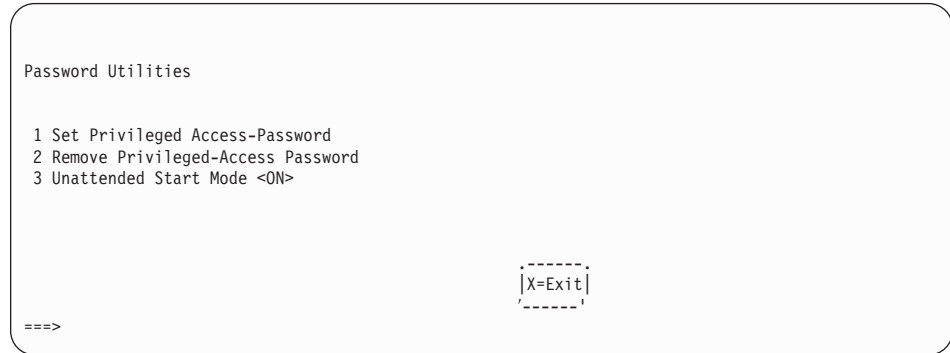 Password Utilities
1 Set Privileged Access-Password
2 Remove Privileged-Access Password
3 Unattended Start Mode <ON>
X=Exit
===>